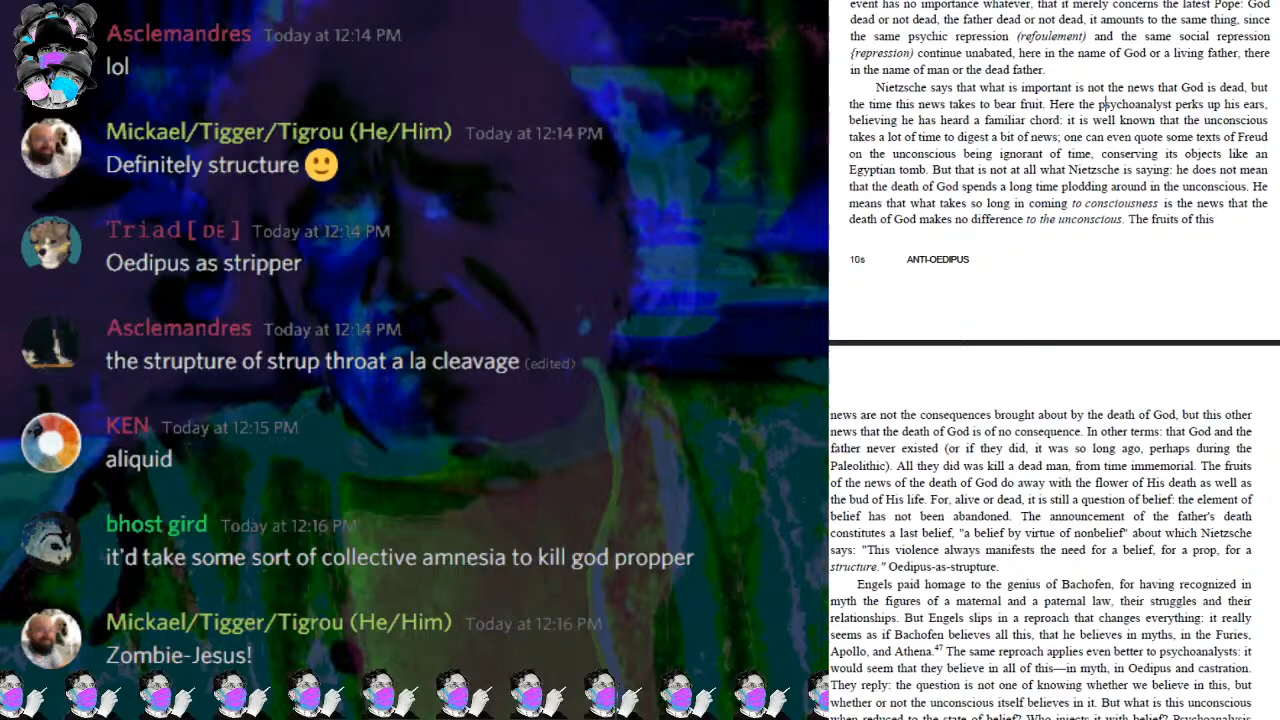 Asclemandres Today at 12:14 PM
lol
Mickael/Tigger/Tigrou (He/Him) Today at 12:14 PM
Definitely structure 🙂
Triad[DE] Today at 12:14 PM
Oedipus as stripper
Asclemandres Today at 12:14 PM
the strupture of strup throat a la cleavage (edited)
KEN Today at 12:15 PM
aliquid
bhost gird Today at 12:16 PM
it'd take some sort of collective amnesia to kill god propper
Mickael/Tigger/Tigrou (He/Him) Today at 12:16 PM
Zombie-Jesus!
event has no importance whatever, that it merely concerns the latest Pope: God
dead or not dead, the father dead or not dead, it amounts to the same thing, since
the same psychic repression (refoulement) and the same social repression
{repression) continue unabated, here in the name of God or a living father, there
in the name of man or the dead father.
Nietzsche says that what is important is not the news that God is dead, but
the time this news takes to bear fruit. Here the psychoanalyst perks up his ears,
believing he has heard a familiar chord: it is well known that the unconscious
takes a lot of time to digest a bit of news; one can even quote some texts of Freud
on the unconscious being ignorant of time, conserving its objects like an
Egyptian tomb. But that is not at all what Nietzsche is saying: he does not mean
that the death of God spends a long time plodding around in the unconscious. He
means that what takes so long in coming to consciousness is the news that the
death of God makes no difference to the unconscious. The fruits of this
10s ANTI-OEDIPUS
news are not the consequences brought about by the death of God, but this other
news that the death of God is of no consequence. In other terms: that God and the
father never existed (or if they did, it was so long ago, perhaps during the
Paleolithic). All they did was kill a dead man, from time immemorial. The fruits
of the news of the death of God do away with the flower of His death as well as
the bud of His life. For, alive or dead, it is still a question of belief: the element of
belief has not been abandoned. The announcement of the father's death
constitutes a last belief, "a belief by virtue of nonbelief" about which Nietzsche
says: "This violence always manifests the need for a belief, for a prop, for a
structure." Oedipus-as-strupture.
Engels paid homage to the genius of Bachofen, for having recognized in
myth the figures of a maternal and a paternal law, their struggles and their
relationships. But Engels slips in a reproach that changes everything: it really
seems as if Bachofen believes all this, that he believes in myths, in the Furies,
Apollo, and Athena.47 The same reproach applies even better to psychoanalysts: it
would seem that they believe in all of this—in myth, in Oedipus and castration.
They reply: the question is not one of knowing whether we believe in this, but
whether or not the unconscious itself believes in it. But what is this unconscious
when reduced to the state of belief? Who injects it with belief? Psychoanalysis